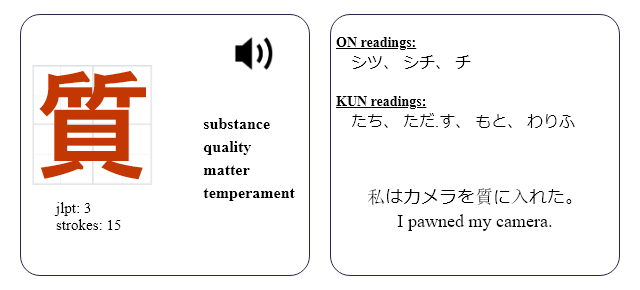 質
substance
quality
matter
temperament
jlpt: 3
strokes: 15
ON readings:
シツ、 シチ、 チ
KUN readings:
たち、 ただ.す、 もと、 わりふ
私はカメラを質に入れた。
I pawned my camera.